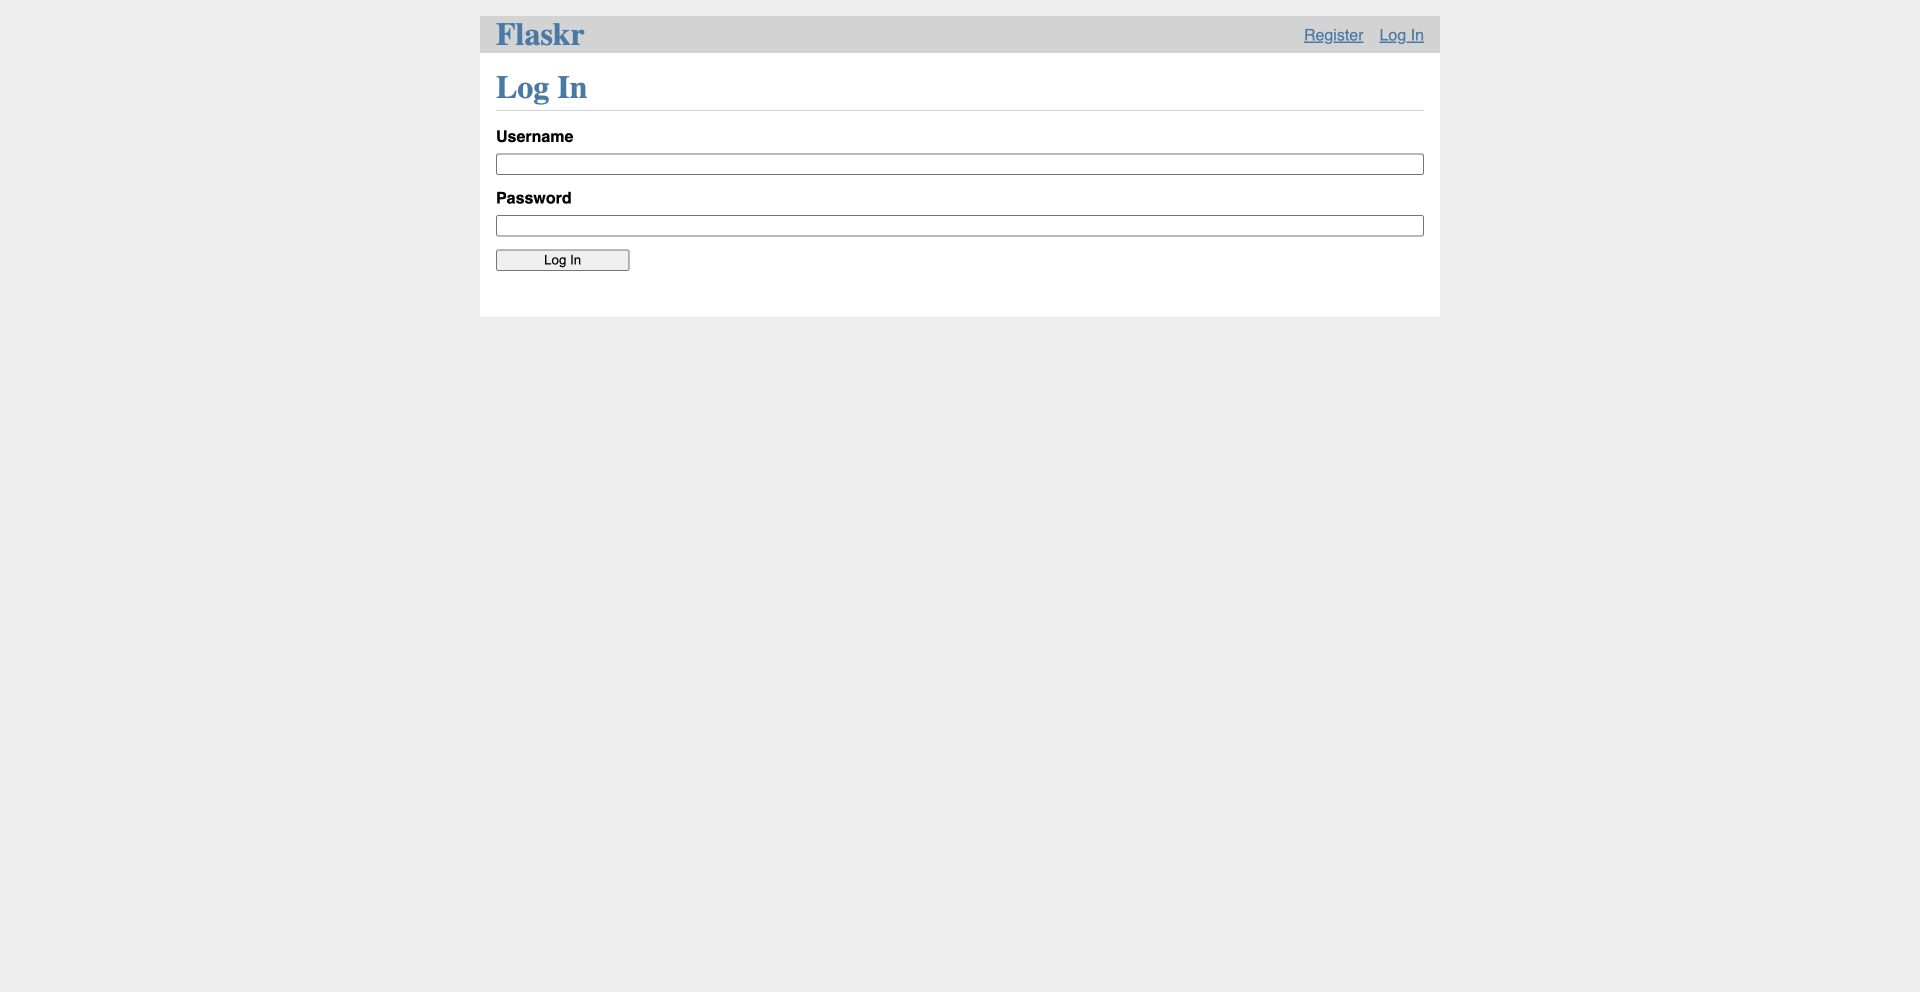 Flaskr
Register Log In
Log In
Username
Password
Log In